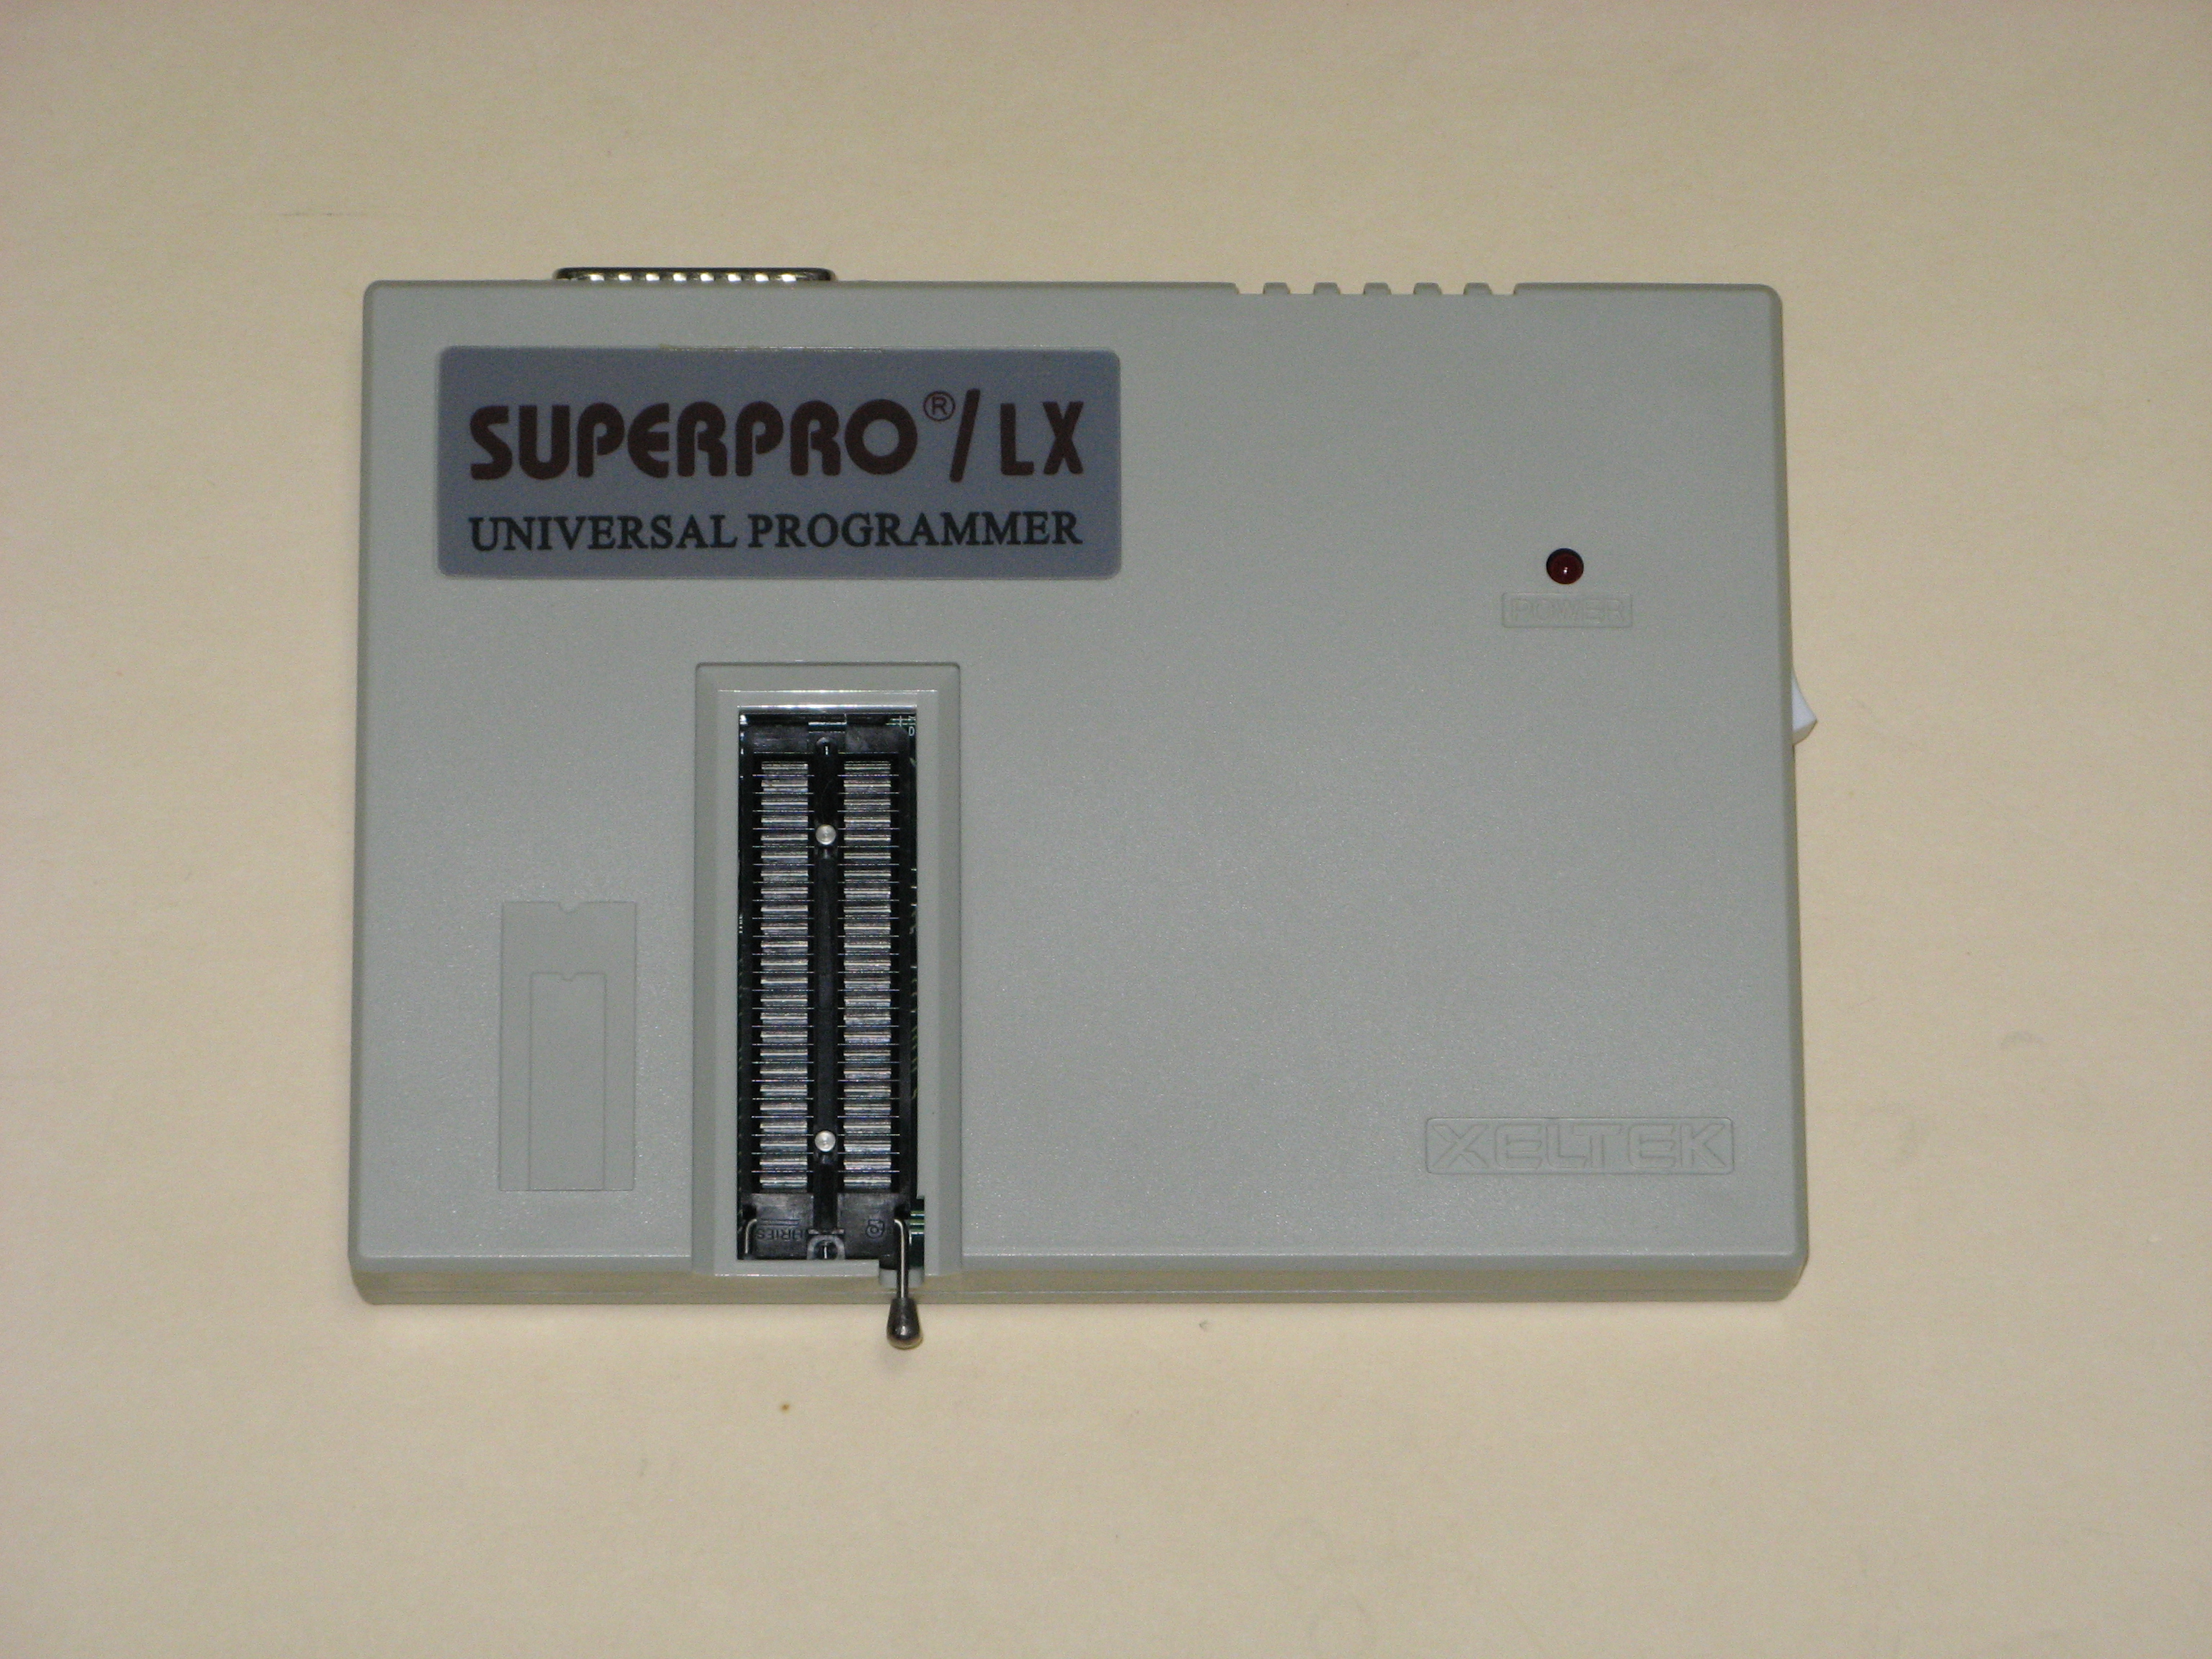 SUPERPRO®/LX
UNIVERSAL PROGRAMMER
POWER
XELTEK